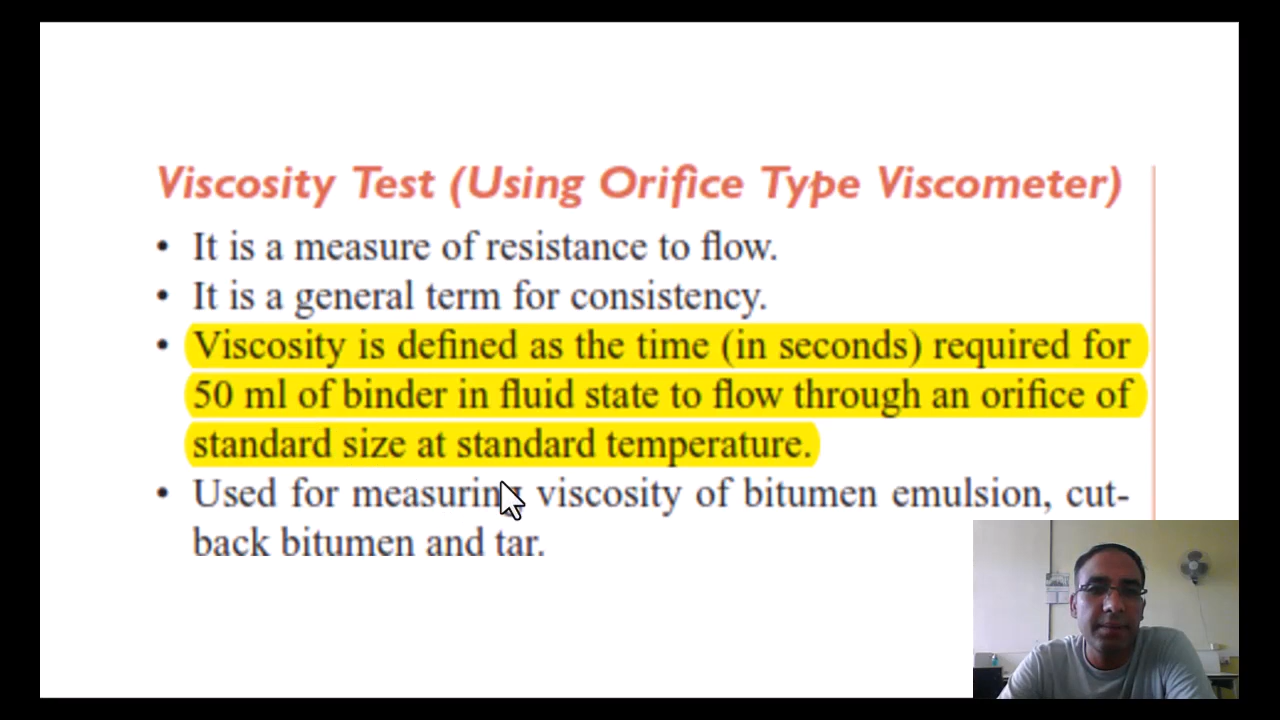 Viscosity Test (Using Orifice Type Viscometer)
• It is a measure of resistance to flow.
• It is a general term for consistency.
• Viscosity is defined as the time (in seconds) required for
50 ml of binder in fluid state to flow through an orifice of
standard size at standard temperature.
• Used for measuring viscosity of bitumen emulsion, cut-
back bitumen and tar.